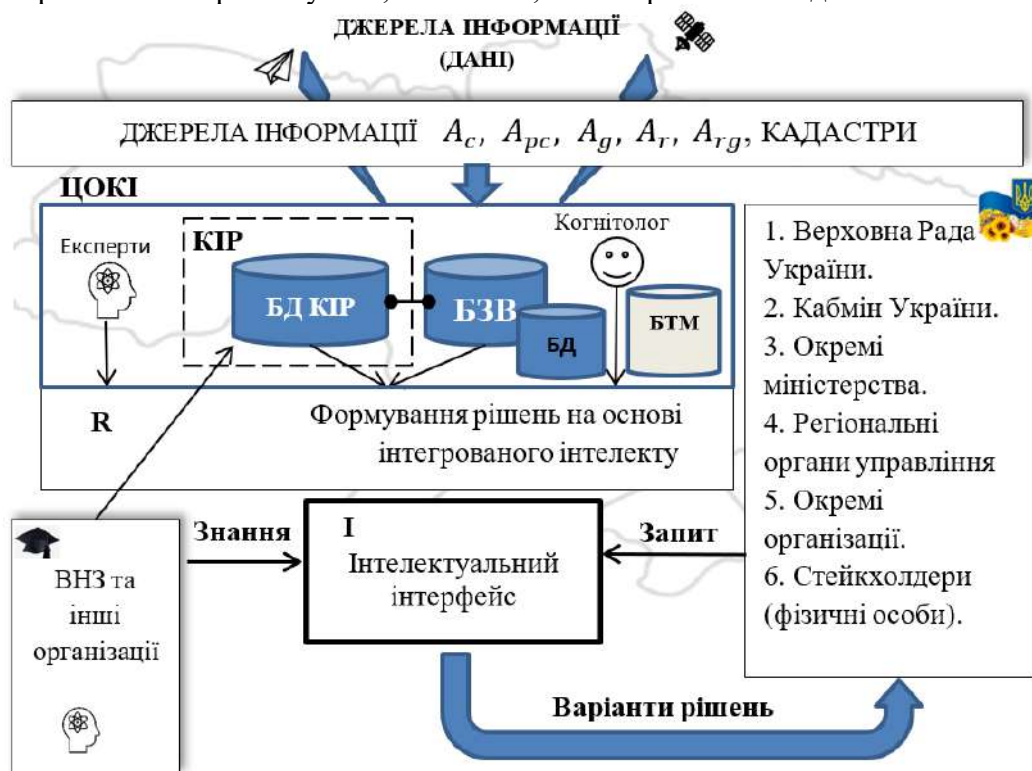 ДЖЕРЕЛА ІНФОРМАЦІЇ
(ДАНІ)
ДЖЕРЕЛА ІНФОРМАЦІЇ A_c, A_pc, A_g, A_r, A_rg, КАДАСТРИ
ЦОКІ
Експерти
КІР
Когнітолог
БД КІР
БЗВ
БД
БТМ
R
Формування рішень на основі
інтегрованого інтелекту
1. Верховна Рада
України.
2. Кабмін України.
3. Окремі
міністерства.
4. Регіональні
органи управління
5. Окремі
організації.
6. Стейкхолдери
(фізичні особи).
ВНЗ та
інші
організації
Знання
I
Інтелектуальний
інтерфейс
Запит
Варіанти рішень